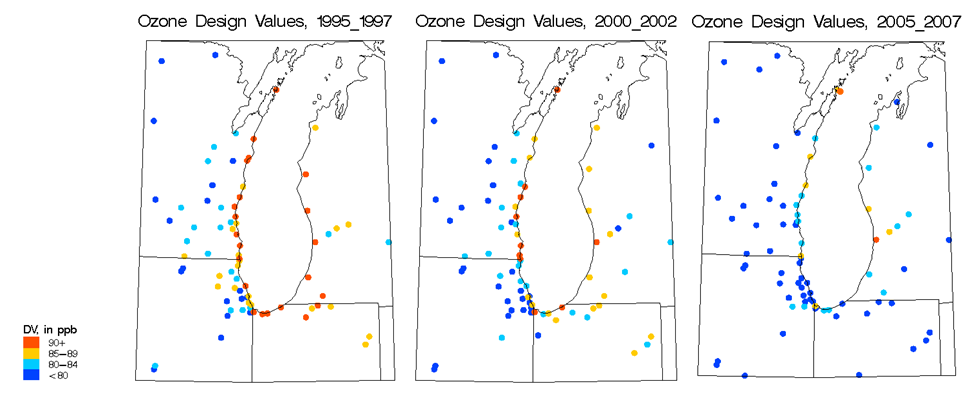 Ozone Design Values, 1995_1997
Ozone Design Values, 2000_2002
Ozone Design Values, 2005_2007
DV, in ppb
90+
85–89
80–84
<80